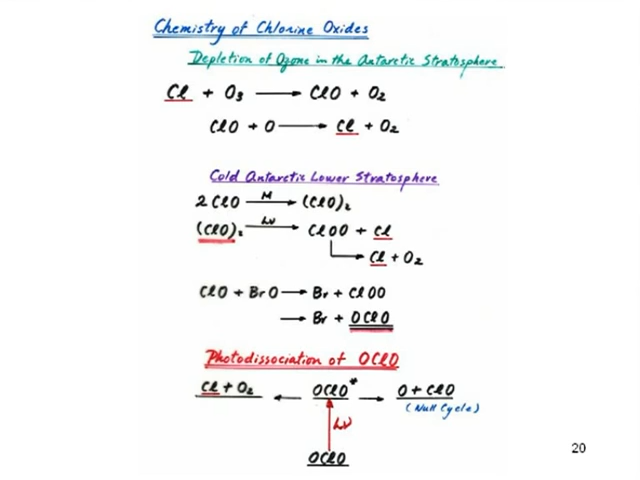 Chemistry of Chlorine Oxides
Depletion of Ozone in the Antarctic Stratosphere
Cl + O₃ → ClO + O₂
ClO + O → Cl + O₂
Cold Antarctic Lower Stratosphere
2 ClO M→ (ClO)₂
(ClO)₂ hν→ ClOO + Cl
→ Cl + O₂
ClO + BrO → Br + ClOO
→ Br + OClO
Photodissociation of OClO
Cl + O₂ ← OClO* → O + ClO
(Null Cycle)
hν
OClO
20